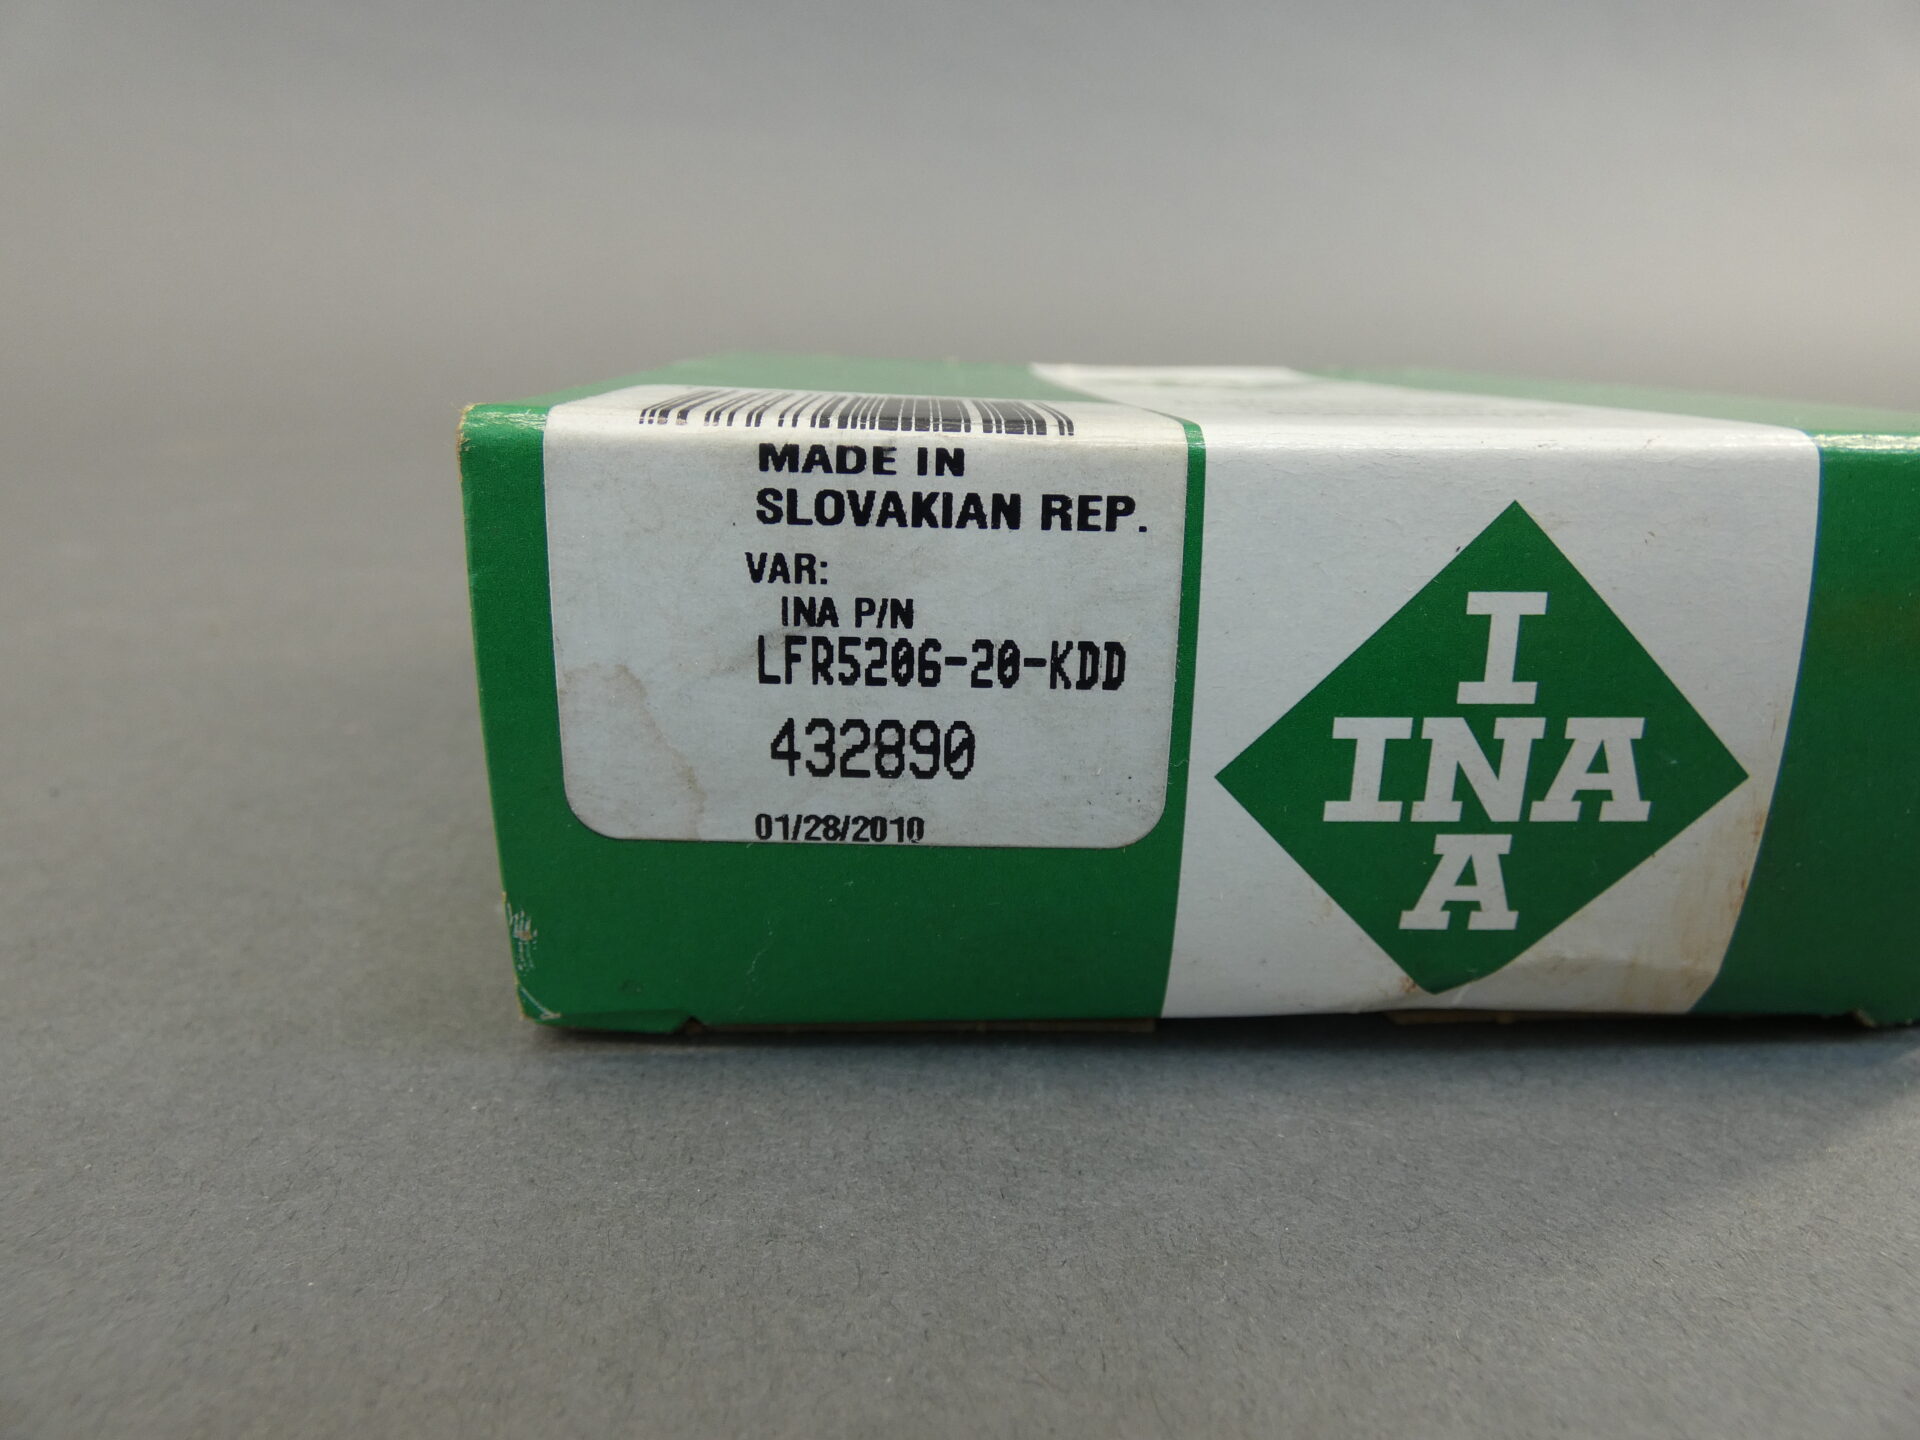 MADE IN
SLOVAKIAN REP.
VAR:
INA P/N
LFR5206-20-KDD
432890
01/28/2010
I
INA
A